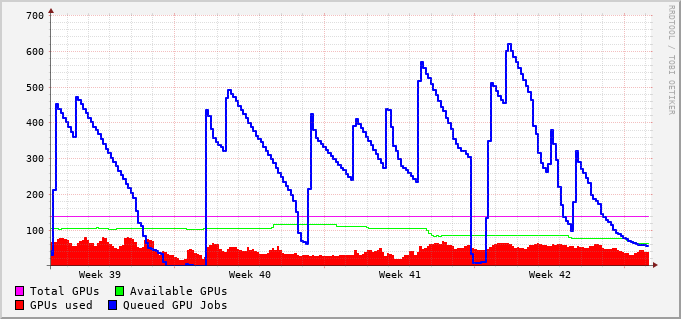 700
600
500
400
300
200
100
Week 39 Week 40 Week 41 Week 42
Total GPUs Available GPUs
GPUs used Queued GPU Jobs
RRDTOOL / TOBI OETIKER